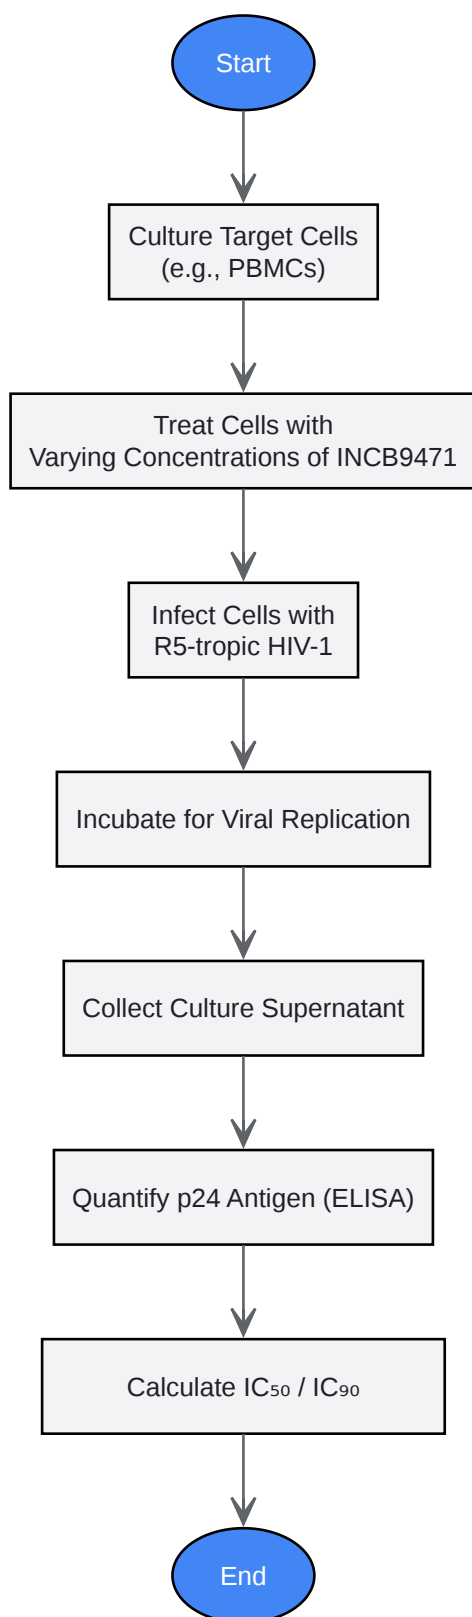 Start
Culture Target Cells
(e.g., PBMCs)
Treat Cells with
Varying Concentrations of INCB9471
Infect Cells with
R5-tropic HIV-1
Incubate for Viral Replication
Collect Culture Supernatant
Quantify p24 Antigen (ELISA)
Calculate IC₅₀ / IC₉₀
End